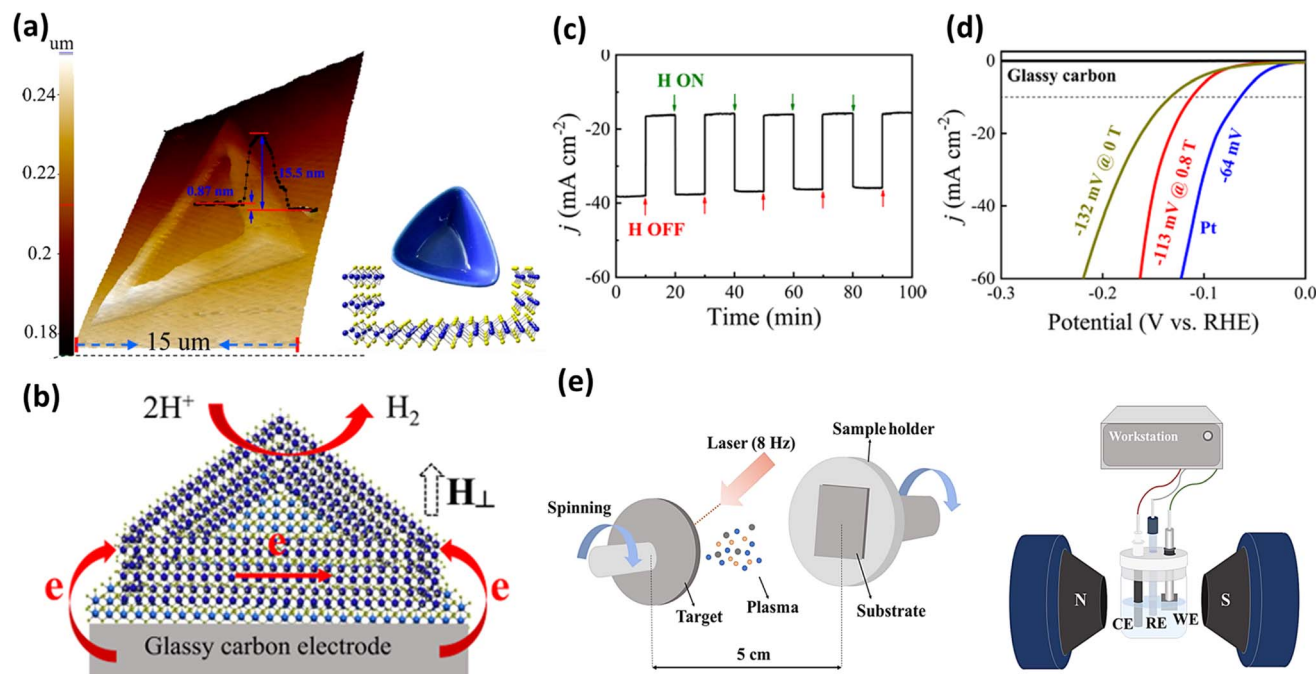 (a)
um
0.24
0.22
0.2
0.18
0.87 nm
15.5 nm
15 um
(b)
2H⁺
H₂
H⊥
e
e
e
Glassy carbon electrode
(c)
j (mA cm⁻²)
0
-20
-40
-60
H ON
H OFF
0
20
40
60
80
100
Time (min)
(d)
j (mA cm⁻²)
0
-20
-40
-60
Glassy carbon
-132 mV @ 0 T
-113 mV @ 0.8 T
-64 mV
Pt
-0.3
-0.2
-0.1
0.0
Potential (V vs. RHE)
(e)
Laser (8 Hz)
Sample holder
Spinning
Target
Plasma
Substrate
5 cm
Workstation
N
CE
RE
WE
S